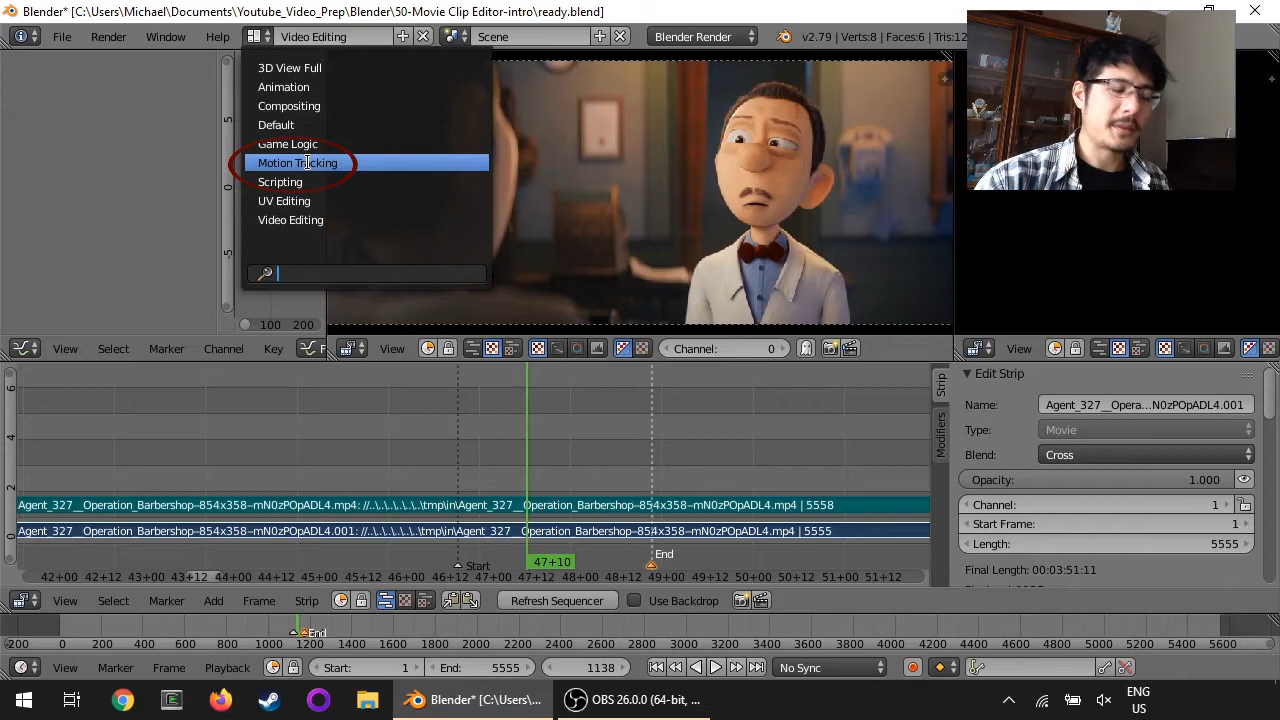 Blender* [C:\Users\Michael\Documents\Youtube_Video_Prep\Blender\50-Movie Clip Editor-intro\ready.blend]
File Render Window Help Video Editing Scene Blender Render v2.79 | Verts:8 | Faces:6 | Tris:12
3D View Full
Animation
Compositing
Default
Game Logic
Motion Tracking
Scripting
UV Editing
Video Editing
5
0
-5
100 200
View Select Marker Channel Key F View Channel: 0 View
6
4
2
0
Agent_327__Operation_Barbershop–854x358–mN0zPOpADL4.mp4: //..\..\..\..\..\..\tmp\in\Agent_327__Operation_Barbershop–854x358–mN0zPOpADL4.mp4 | 5558
Agent_327__Operation_Barbershop–854x358–mN0zPOpADL4.001: //..\..\..\..\..\..\tmp\in\Agent_327__Operation_Barbershop–854x358–mN0zPOpADL4.mp4 | 5555
Start
47+10
End
42+00 42+12 43+00 43+12 44+00 44+12 45+00 45+12 46+00 46+12 47+00 47+12 48+00 48+12 49+00 49+12 50+00 50+12 51+00 51+12
Strip
Modifiers
Edit Strip
Name: Agent_327__Opera...N0zPOpADL4.001
Type: Movie
Blend: Cross
Opacity: 1.000
Channel: 1
Start Frame: 1
Length: 5555
Final Length: 00:03:51:11
View Select Marker Add Frame Strip Refresh Sequencer Use Backdrop
End
-200 0 200 400 600 800 1000 1200 1400 1600 1800 2000 2200 2400 2600 2800 3000 3200 3400 3600 3800 4000 4200 4400 4600 4800 5000 5200 5400 5600
View Marker Frame Playback Start: 1 End: 5555 1138 No Sync
Blender* [C:\Users\... OBS 26.0.0 (64-bit, ... ENG
US